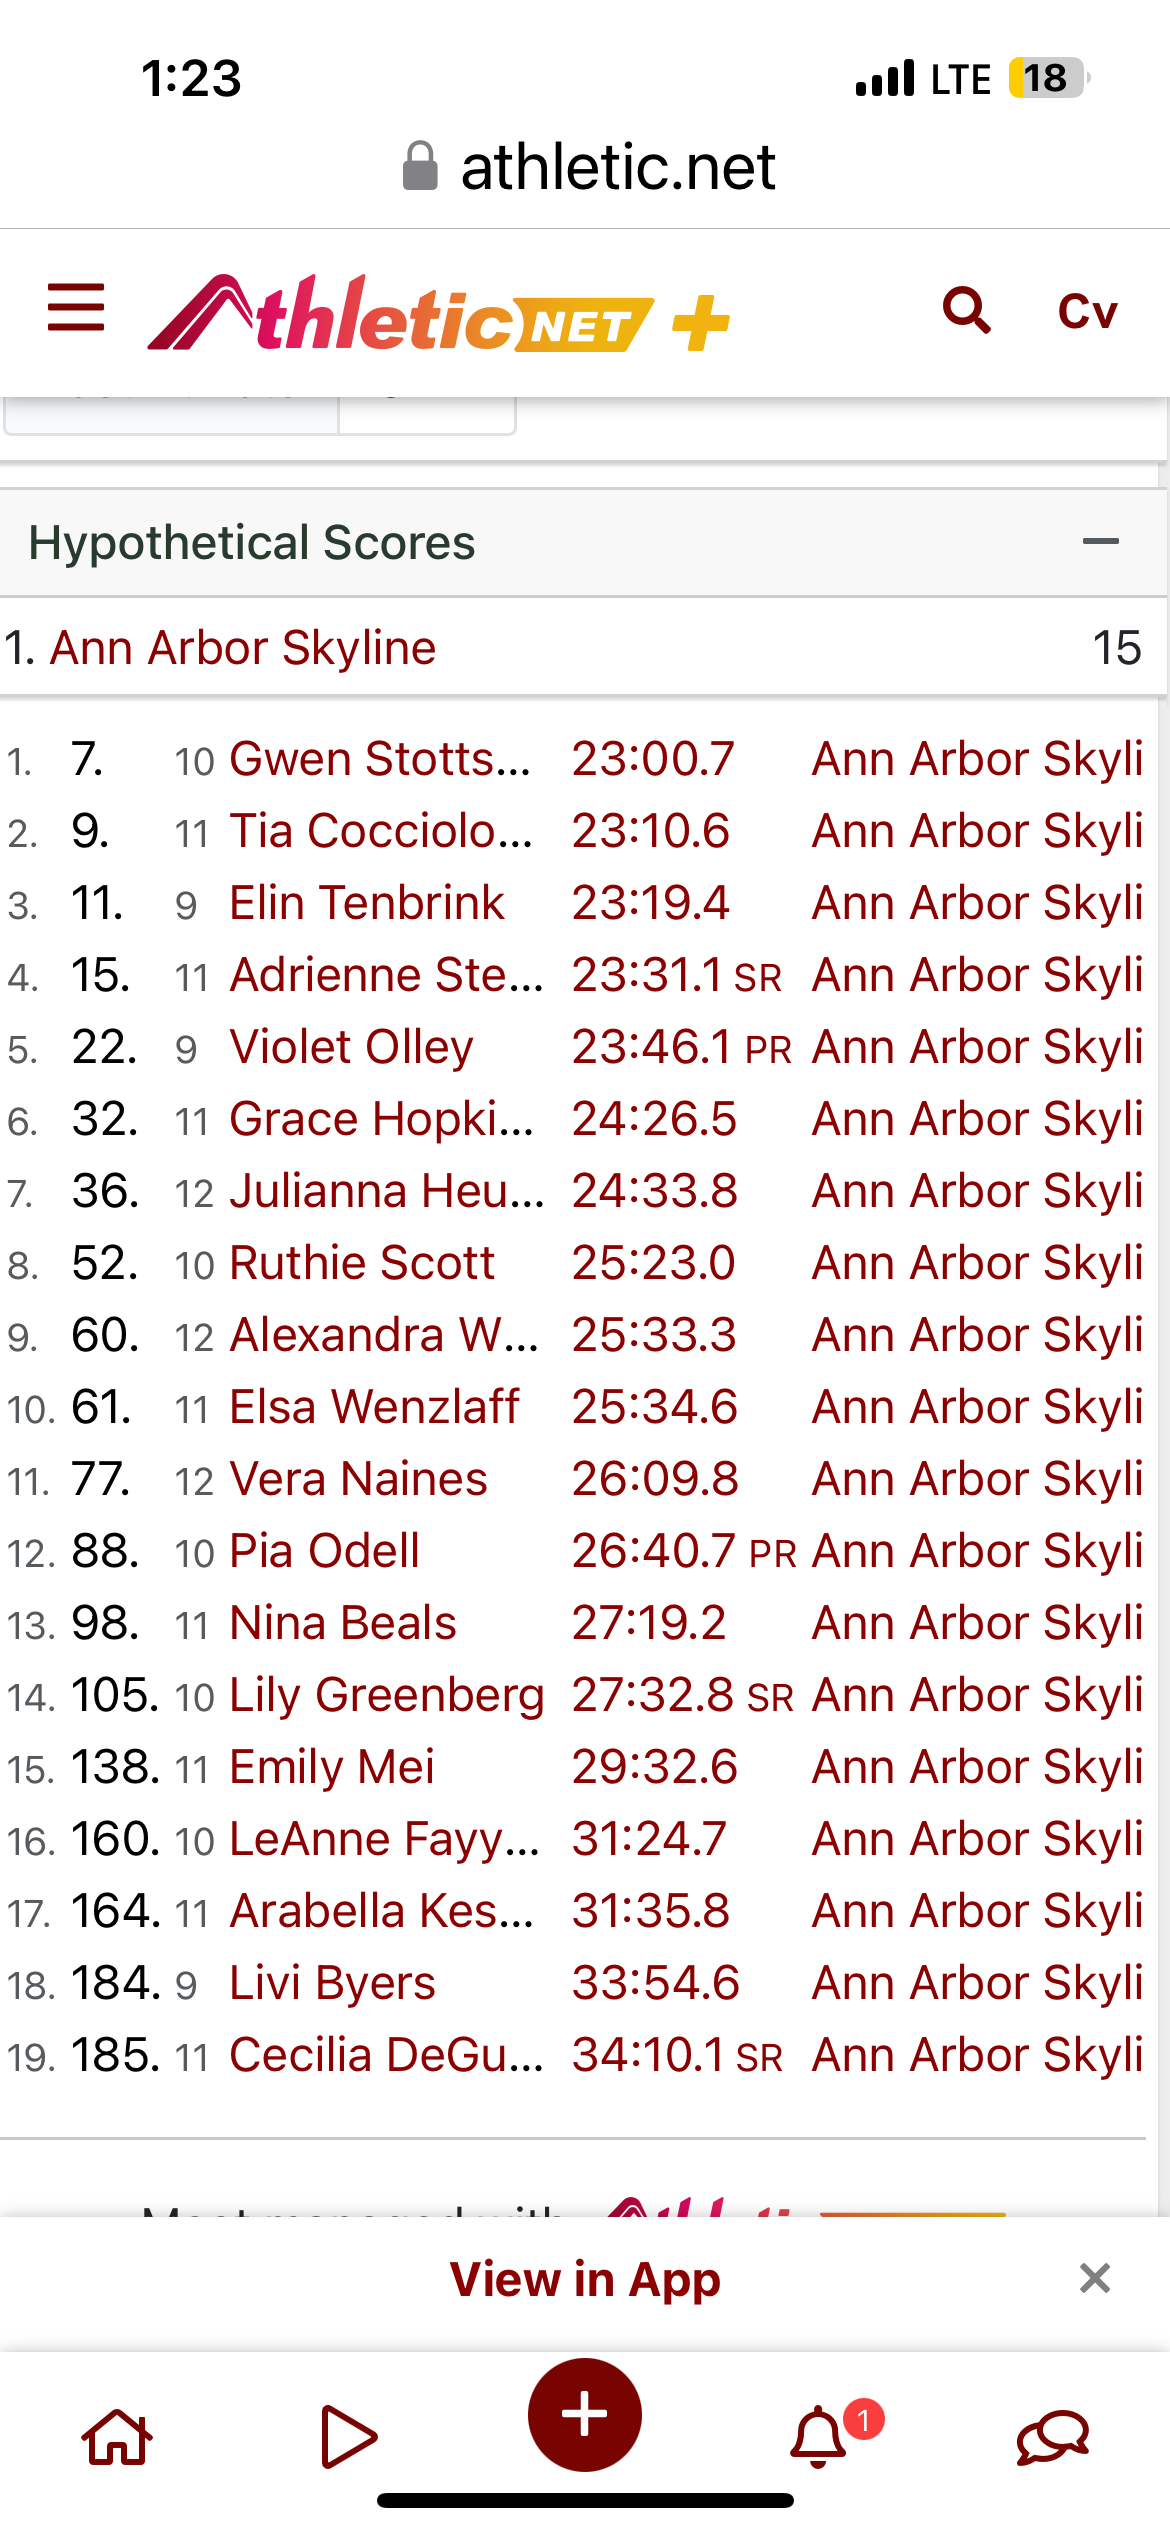 1:23 LTE 18
athletic.net
Athletic NET + Cv
Hypothetical Scores
1. Ann Arbor Skyline 15
1. 7. 10 Gwen Stotts... 23:00.7 Ann Arbor Skyli
2. 9. 11 Tia Cocciolo... 23:10.6 Ann Arbor Skyli
3. 11. 9 Elin Tenbrink 23:19.4 Ann Arbor Skyli
4. 15. 11 Adrienne Ste... 23:31.1 SR Ann Arbor Skyli
5. 22. 9 Violet Olley 23:46.1 PR Ann Arbor Skyli
6. 32. 11 Grace Hopki... 24:26.5 Ann Arbor Skyli
7. 36. 12 Julianna Heu... 24:33.8 Ann Arbor Skyli
8. 52. 10 Ruthie Scott 25:23.0 Ann Arbor Skyli
9. 60. 12 Alexandra W... 25:33.3 Ann Arbor Skyli
10. 61. 11 Elsa Wenzlaff 25:34.6 Ann Arbor Skyli
11. 77. 12 Vera Naines 26:09.8 Ann Arbor Skyli
12. 88. 10 Pia Odell 26:40.7 PR Ann Arbor Skyli
13. 98. 11 Nina Beals 27:19.2 Ann Arbor Skyli
14. 105. 10 Lily Greenberg 27:32.8 SR Ann Arbor Skyli
15. 138. 11 Emily Mei 29:32.6 Ann Arbor Skyli
16. 160. 10 LeAnne Fayy... 31:24.7 Ann Arbor Skyli
17. 164. 11 Arabella Kes... 31:35.8 Ann Arbor Skyli
18. 184. 9 Livi Byers 33:54.6 Ann Arbor Skyli
19. 185. 11 Cecilia DeGu... 34:10.1 SR Ann Arbor Skyli
View in App
1